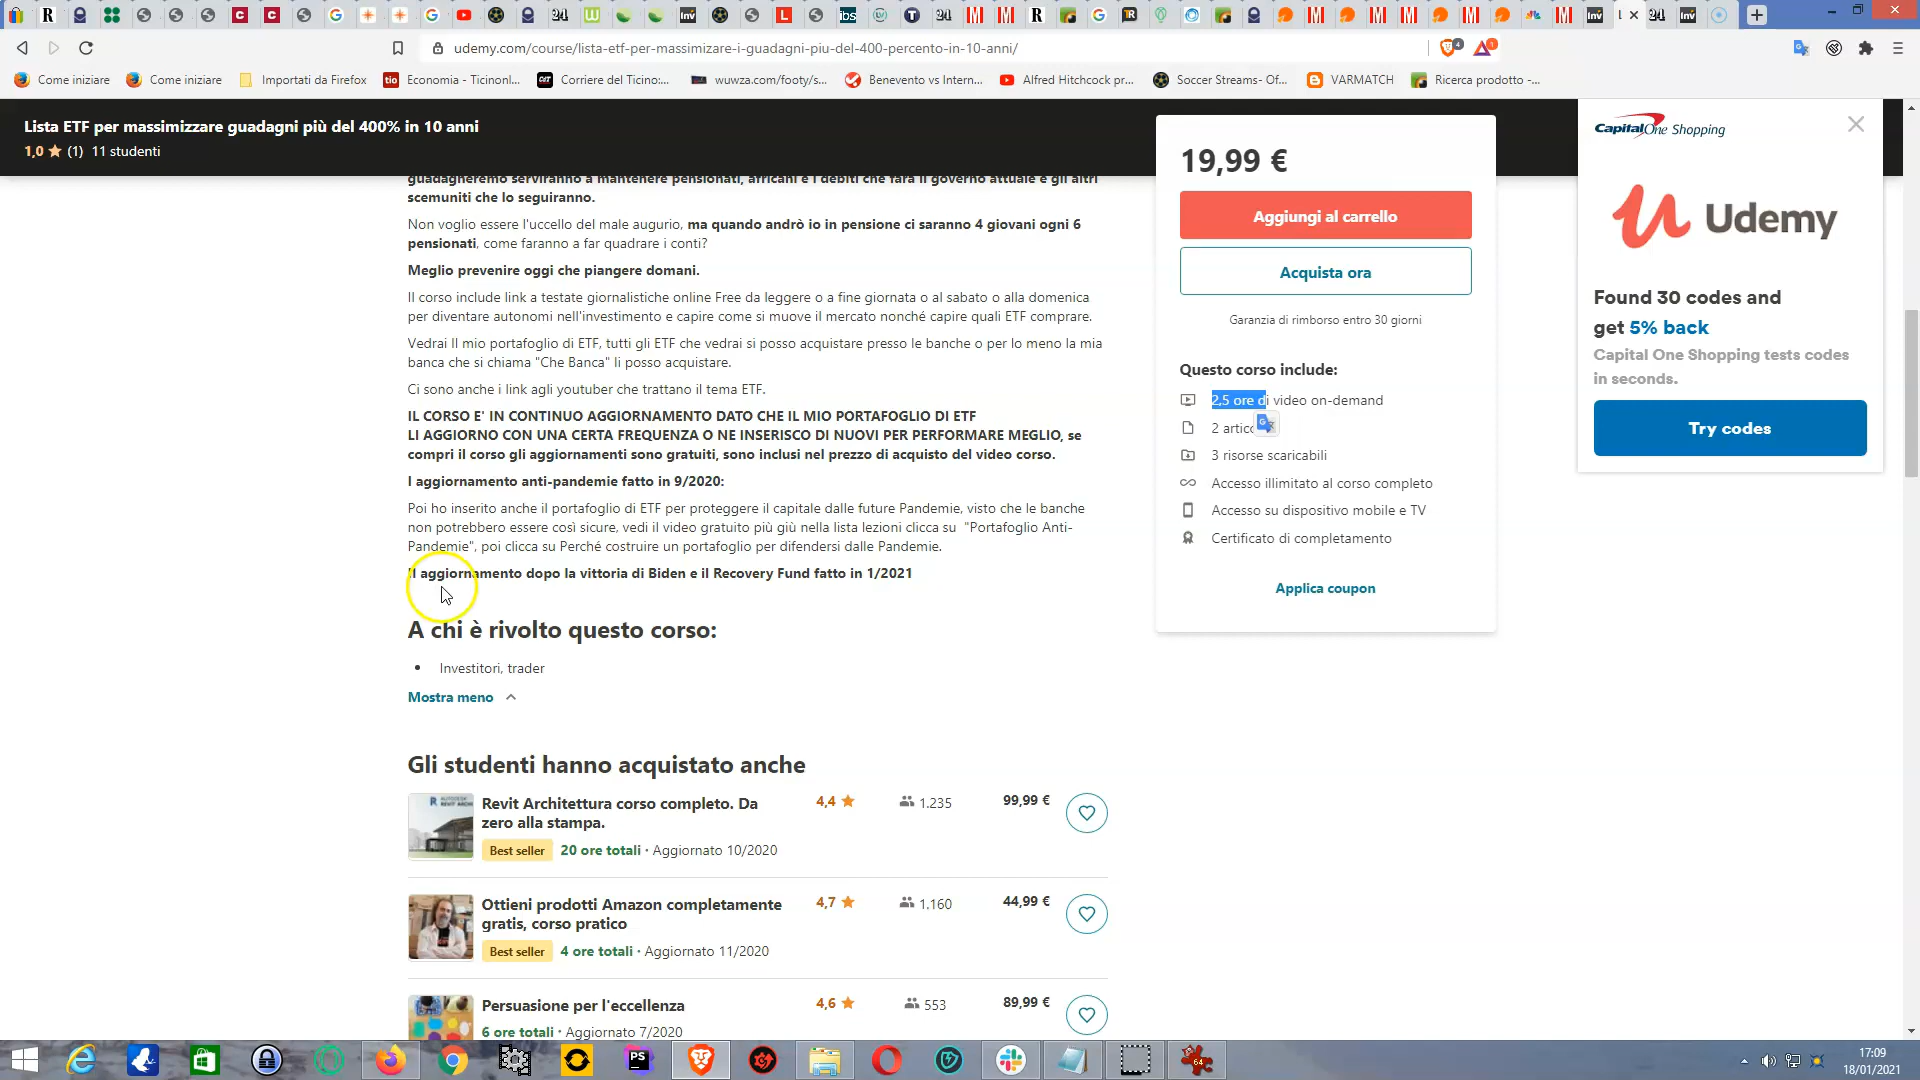 udemy.com/course/lista-etf-per-massimizare-i-guadagni-piu-del-400-percento-in-10-anni/
Come iniziare
Come iniziare
Importati da Firefox
Economia - Ticinonl...
Corriere del Ticino:...
wuwza.com/footy/s...
Benevento vs Intern...
Alfred Hitchcock pr...
Soccer Streams- Of...
VARMATCH
Ricerca prodotto -...
Lista ETF per massimizzare guadagni più del 400% in 10 anni
1,0 (1) 11 studenti
guadagneremo serviranno a mantenere pensionati, africani e i debiti che farà il governo attuale e gli altri
scemuniti che lo seguiranno.
Non voglio essere l'uccello del male augurio, ma quando andrò io in pensione ci saranno 4 giovani ogni 6
pensionati, come faranno a far quadrare i conti?
Meglio prevenire oggi che piangere domani.
Il corso include link a testate giornalistiche online Free da leggere o a fine giornata o al sabato o alla domenica
per diventare autonomi nell'investimento e capire come si muove il mercato nonché capire quali ETF comprare.
Vedrai Il mio portafoglio di ETF, tutti gli ETF che vedrai si posso acquistare presso le banche o per lo meno la mia
banca che si chiama "Che Banca" li posso acquistare.
Ci sono anche i link agli youtuber che trattano il tema ETF.
IL CORSO E' IN CONTINUO AGGIORNAMENTO DATO CHE IL MIO PORTAFOGLIO DI ETF
LI AGGIORNO CON UNA CERTA FREQUENZA O NE INSERISCO DI NUOVI PER PERFORMARE MEGLIO, se
compri il corso gli aggiornamenti sono gratuiti, sono inclusi nel prezzo di acquisto del video corso.
I aggiornamento anti-pandemie fatto in 9/2020:
Poi ho inserito anche il portafoglio di ETF per proteggere il capitale dalle future Pandemie, visto che le banche
non potrebbero essere così sicure, vedi il video gratuito più giù nella lista lezioni clicca su "Portafoglio Anti-
Pandemie", poi clicca su Perché costruire un portafoglio per difendersi dalle Pandemie.
II aggiornamento dopo la vittoria di Biden e il Recovery Fund fatto in 1/2021
A chi è rivolto questo corso:
• Investitori, trader
Mostra meno
Gli studenti hanno acquistato anche
Revit Architettura corso completo. Da
zero alla stampa.
4,4 1.235 99,99 €
Best seller 20 ore totali · Aggiornato 10/2020
Ottieni prodotti Amazon completamente
gratis, corso pratico
4,7 1.160 44,99 €
Best seller 4 ore totali · Aggiornato 11/2020
Persuasione per l'eccellenza
4,6 553 89,99 €
6 ore totali · Aggiornato 7/2020
19,99 €
Aggiungi al carrello
Acquista ora
Garanzia di rimborso entro 30 giorni
Questo corso include:
2,5 ore di video on-demand
2 artico
3 risorse scaricabili
Accesso illimitato al corso completo
Accesso su dispositivo mobile e TV
Certificato di completamento
Applica coupon
CapitalOne Shopping
Udemy
Found 30 codes and
get 5% back
Capital One Shopping tests codes
in seconds.
Try codes
17:09
18/01/2021